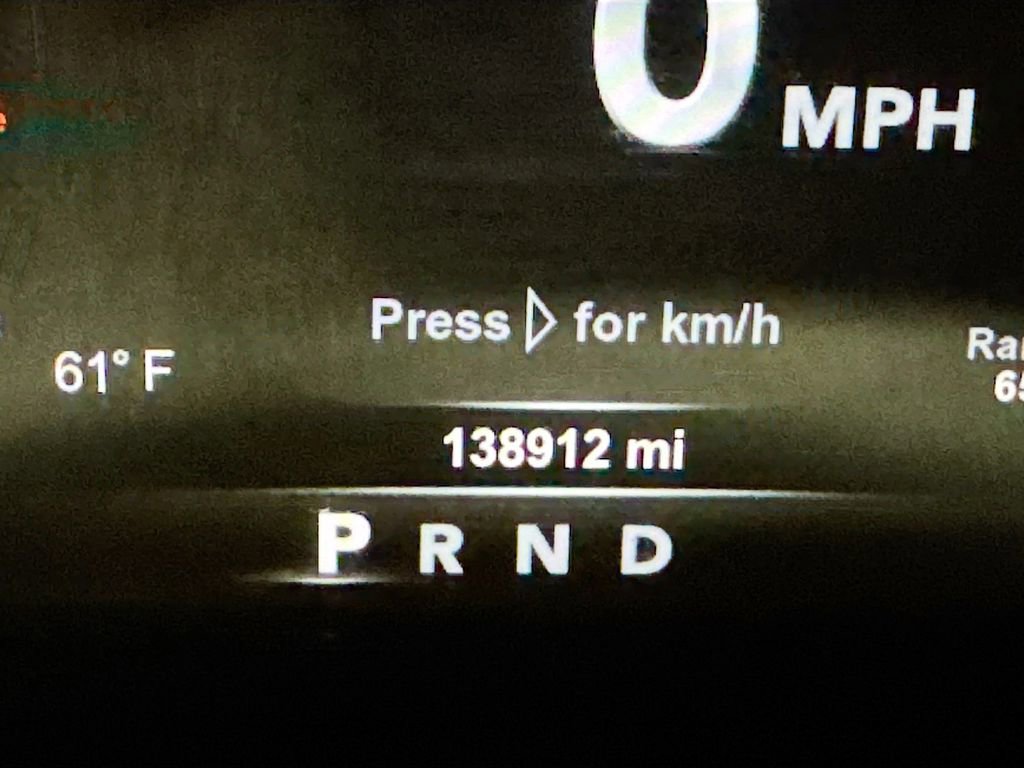 0 MPH
Press ▷ for km/h
61° F
138912 mi
P R N D